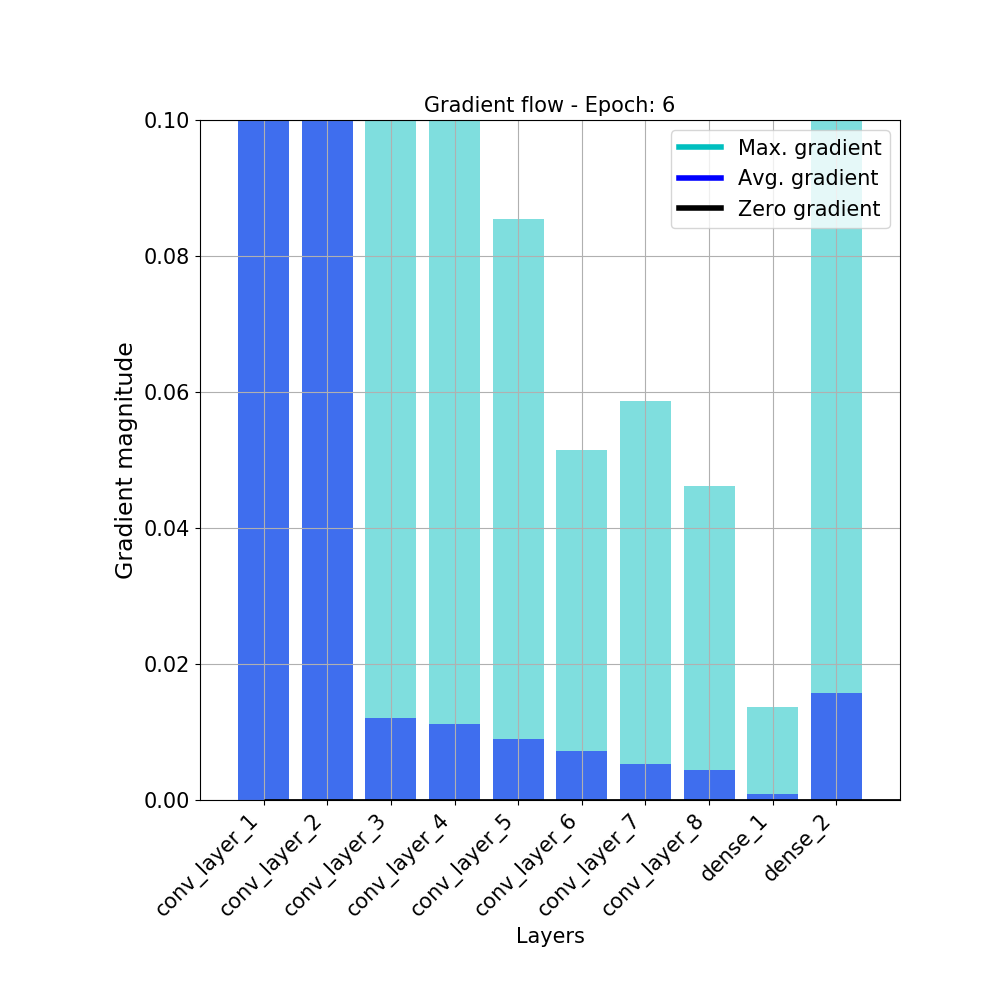 Gradient flow - Epoch: 6
Max. gradient
Avg. gradient
Zero gradient
Gradient magnitude
0.10
0.08
0.06
0.04
0.02
0.00
conv_layer_1
conv_layer_2
conv_layer_3
conv_layer_4
conv_layer_5
conv_layer_6
conv_layer_7
conv_layer_8
dense_1
dense_2
Layers